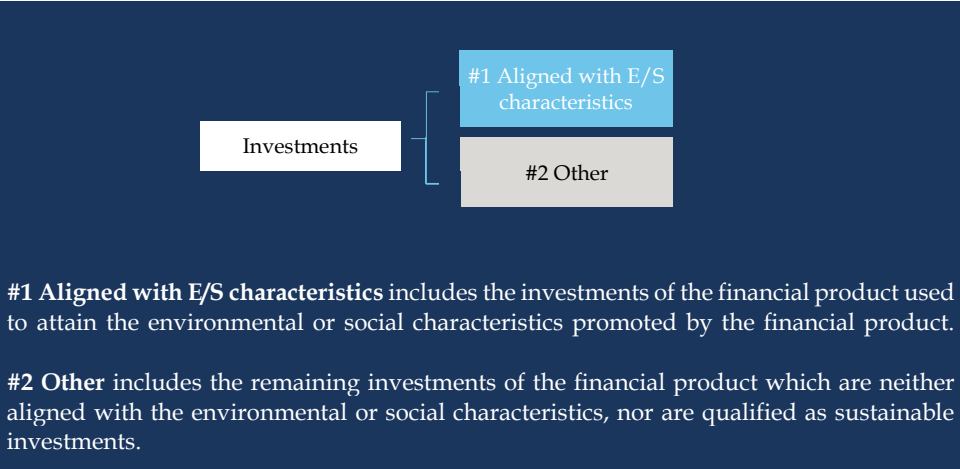 #1 Aligned with E/S
characteristics
Investments
#2 Other
#1 Aligned with E/S characteristics includes the investments of the financial product used
to attain the environmental or social characteristics promoted by the financial product.
#2 Other includes the remaining investments of the financial product which are neither
aligned with the environmental or social characteristics, nor are qualified as sustainable
investments.